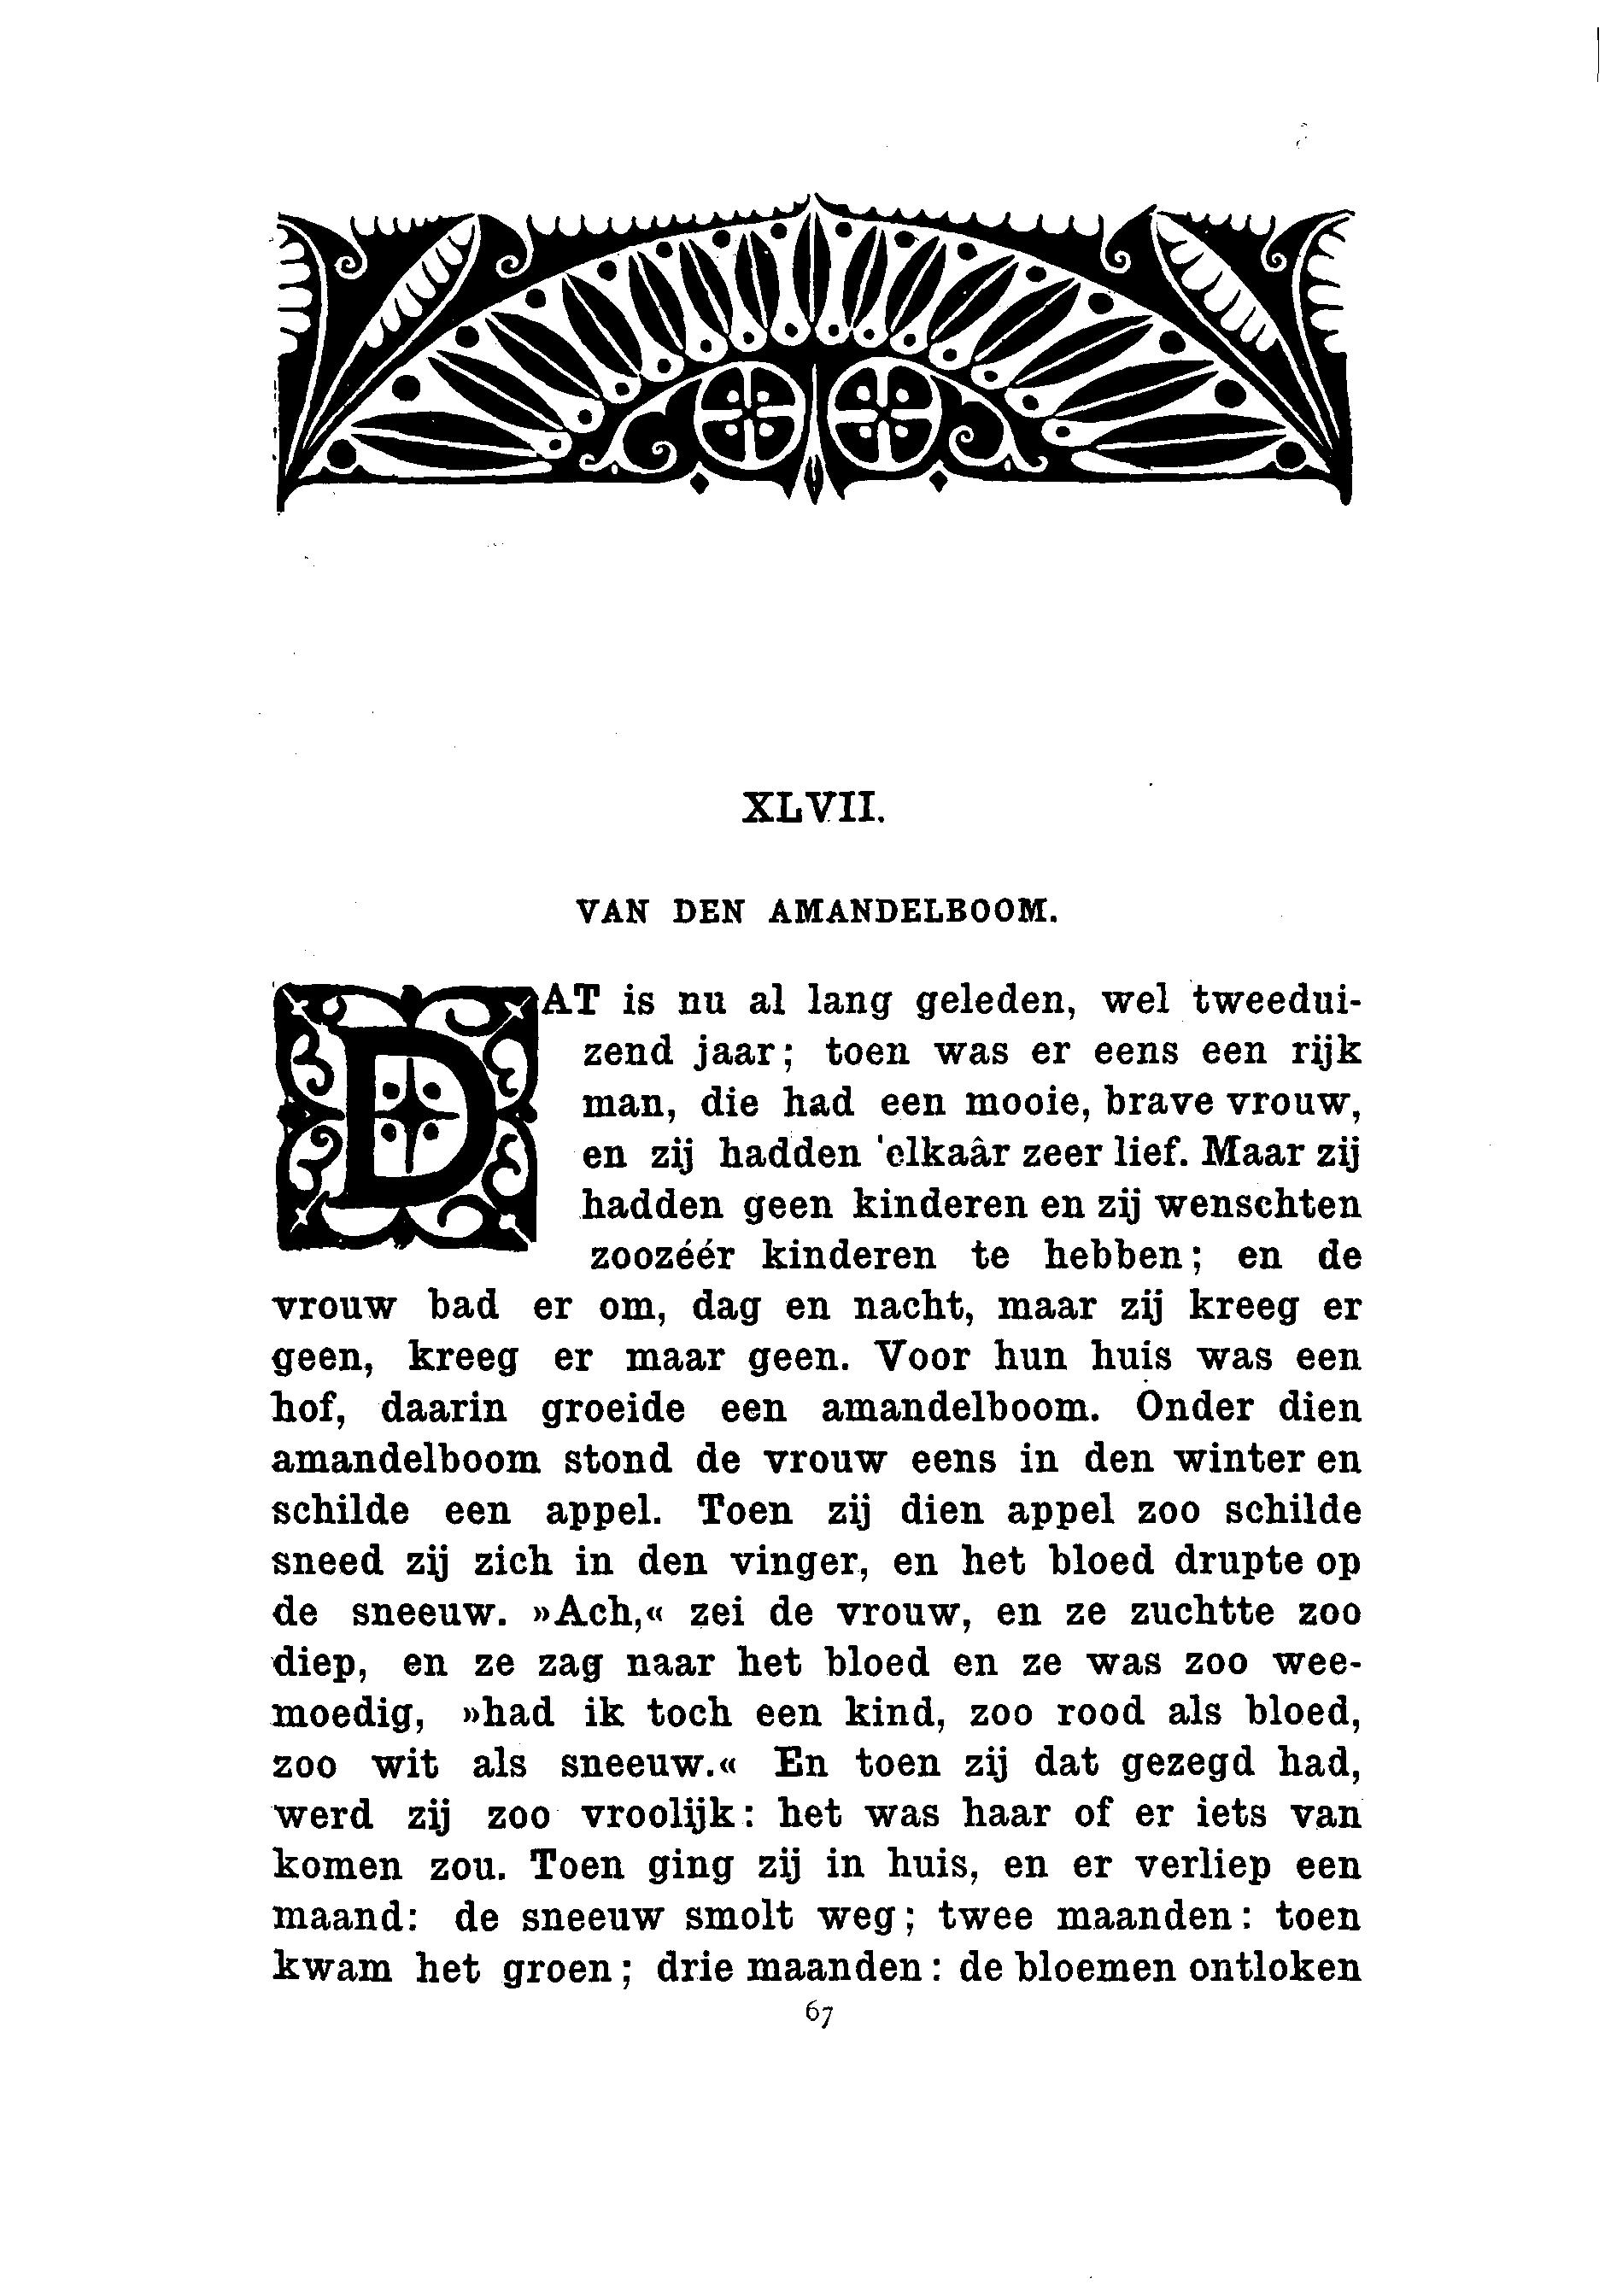 XLVII.
VAN DEN AMANDELBOOM.
DAT is nu al lang geleden, wel tweedui-
zend jaar; toen was er eens een rijk
man, die had een mooie, brave vrouw,
en zij hadden elkaâr zeer lief. Maar zij
hadden geen kinderen en zij wenschten
zoozéér kinderen te hebben; en de
vrouw bad er om, dag en nacht, maar zij kreeg er
geen, kreeg er maar geen. Voor hun huis was een
hof, daarin groeide een amandelboom. Onder dien
amandelboom stond de vrouw eens in den winter en
schilde een appel. Toen zij dien appel zoo schilde
sneed zij zich in den vinger, en het bloed drupte op
de sneeuw. »Ach,« zei de vrouw, en ze zuchtte zoo
diep, en ze zag naar het bloed en ze was zoo wee-
moedig, »had ik toch een kind, zoo rood als bloed,
zoo wit als sneeuw.« En toen zij dat gezegd had,
werd zij zoo vroolijk: het was haar of er iets van
komen zou. Toen ging zij in huis, en er verliep een
maand: de sneeuw smolt weg; twee maanden: toen
kwam het groen; drie maanden: de bloemen ontloken
67